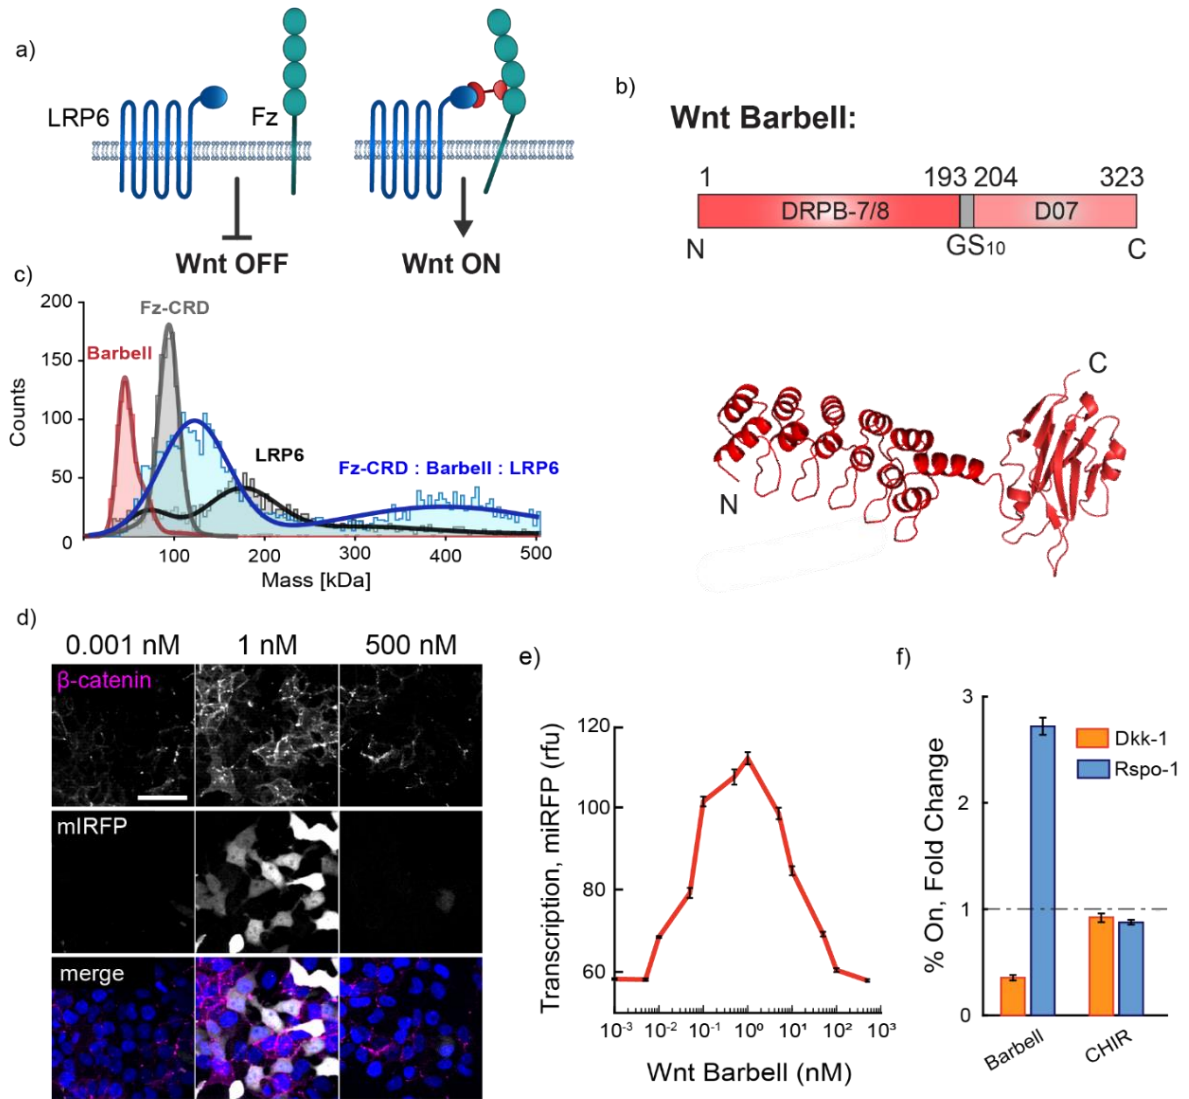 a)
LRP6
Fz
Wnt OFF
Wnt ON
b)
Wnt Barbell:
1 193 204 323
DRPB-7/8 D07
N GS10 C
N
C
c)
200
150
100
50
0
Counts
Fz-CRD
Barbell
LRP6
Fz-CRD : Barbell : LRP6
100 200 300 400 500
Mass [kDa]
d)
0.001 nM 1 nM 500 nM
β-catenin
mIRFP
merge
e)
Transcription, miRFP (rfu)
120
100
80
60
10⁻³ 10⁻² 10⁻¹ 10⁰ 10¹ 10² 10³
Wnt Barbell (nM)
f)
% On, Fold Change
3
2
1
0
Dkk-1
Rspo-1
Barbell
CHIR